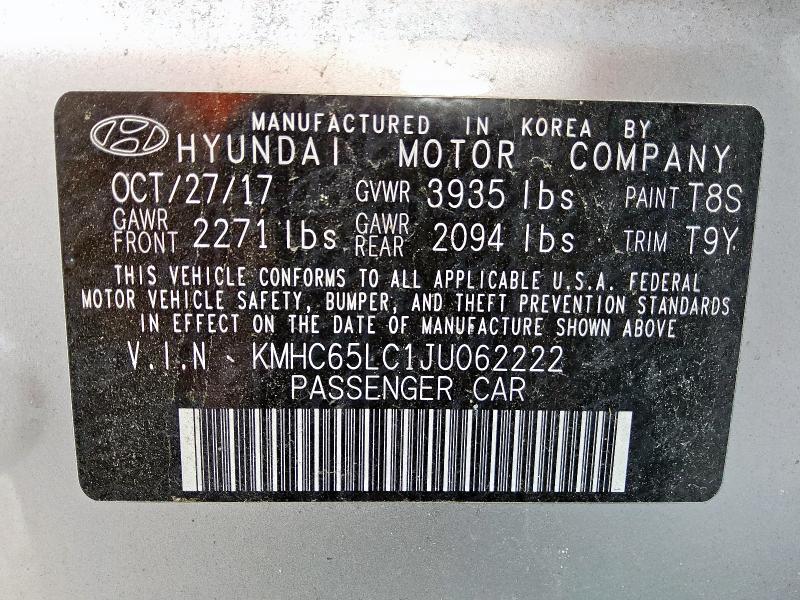 MANUFACTURED IN KOREA BY
HYUNDAI MOTOR COMPANY
OCT/27/17 GVWR 3935 lbs PAINT T8S
GAWR FRONT 2271 lbs GAWR REAR 2094 lbs TRIM T9Y
THIS VEHICLE CONFORMS TO ALL APPLICABLE U.S.A. FEDERAL
MOTOR VEHICLE SAFETY, BUMPER, AND THEFT PREVENTION STANDARDS
IN EFFECT ON THE DATE OF MANUFACTURE SHOWN ABOVE
V.I.N - KMHC65LC1JU062222
PASSENGER CAR